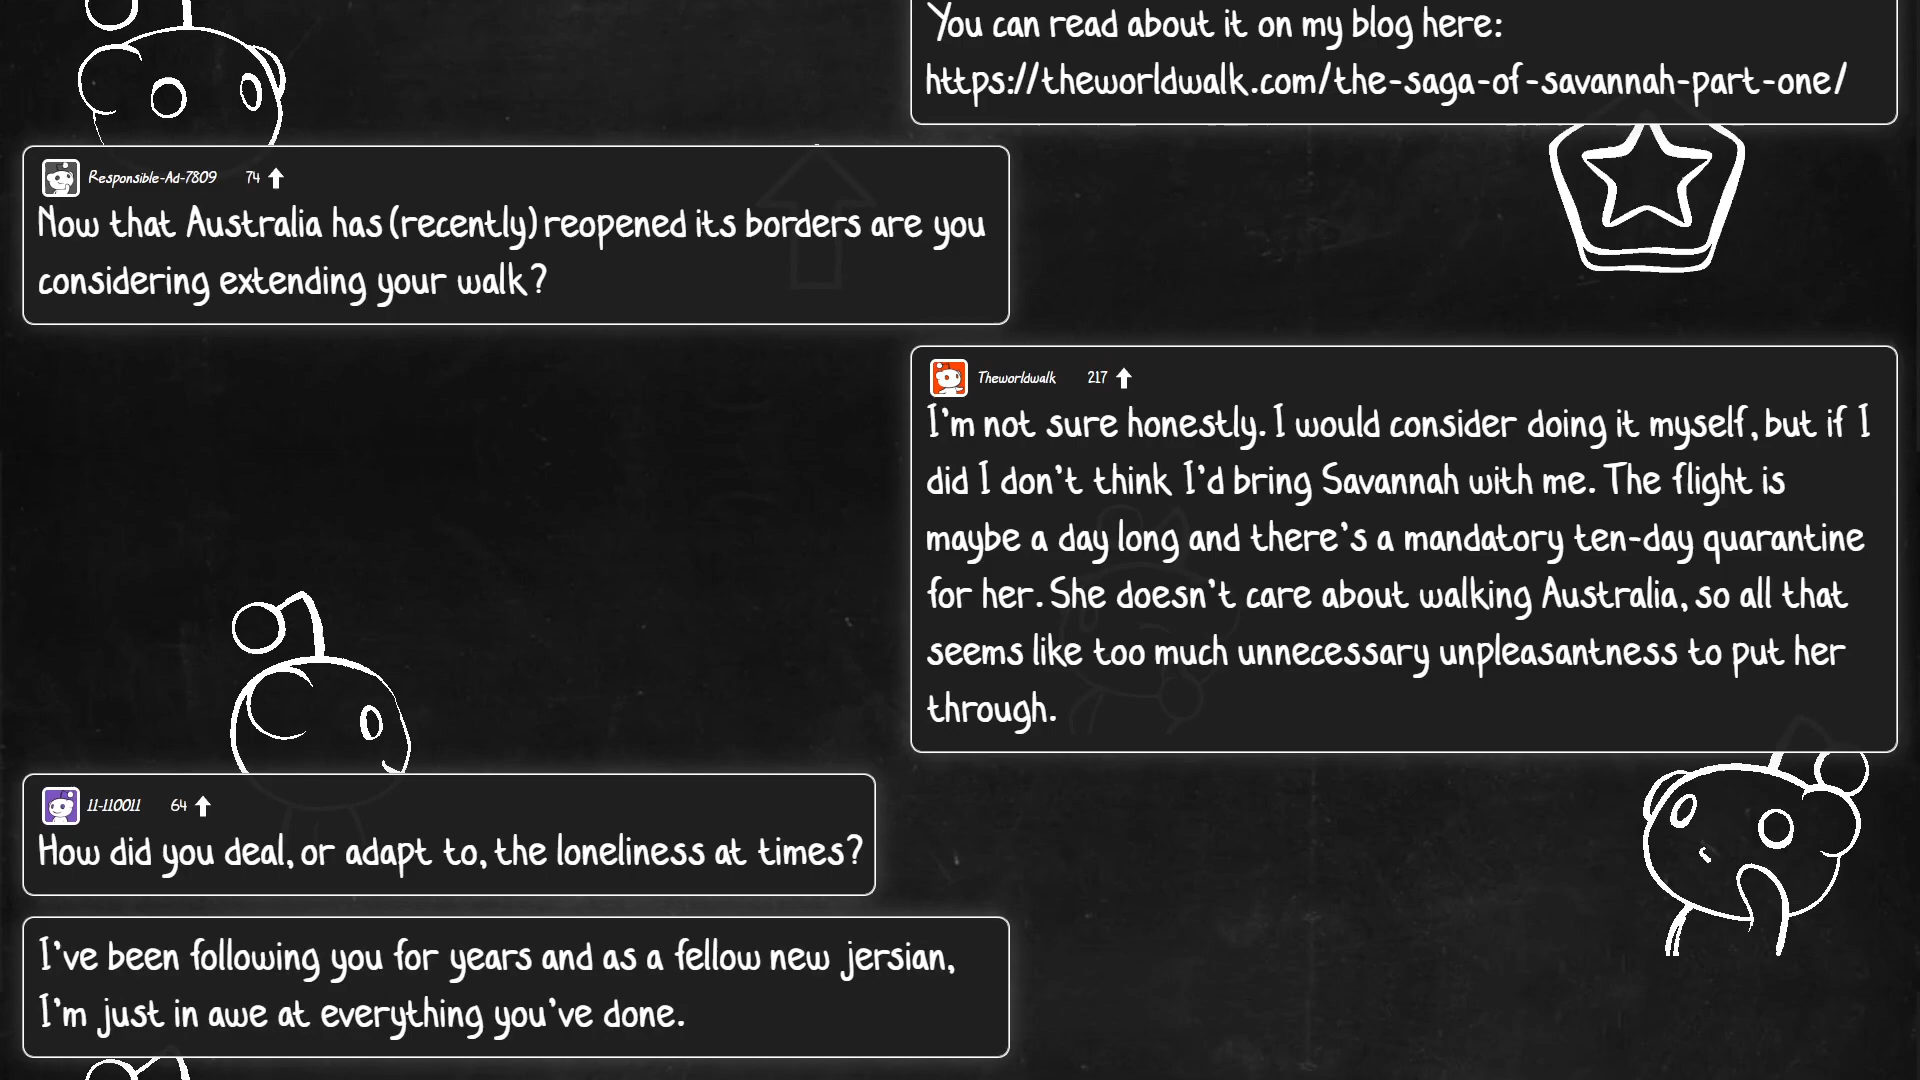 You can read about it on my blog here:
https://theworldwalk.com/the-saga-of-savannah-part-one/
Responsible-Ad-7809 74
Now that Australia has (recently) reopened its borders are you
considering extending your walk?
Theworldwalk 217
I'm not sure honestly. I would consider doing it myself, but if I
did I don't think I'd bring Savannah with me. The flight is
maybe a day long and there's a mandatory ten-day quarantine
for her. She doesn't care about walking Australia, so all that
seems like too much unnecessary unpleasantness to put her
through.
11-110011 64
How did you deal, or adapt to, the loneliness at times?
I've been following you for years and as a fellow new jersian,
I'm just in awe at everything you've done.